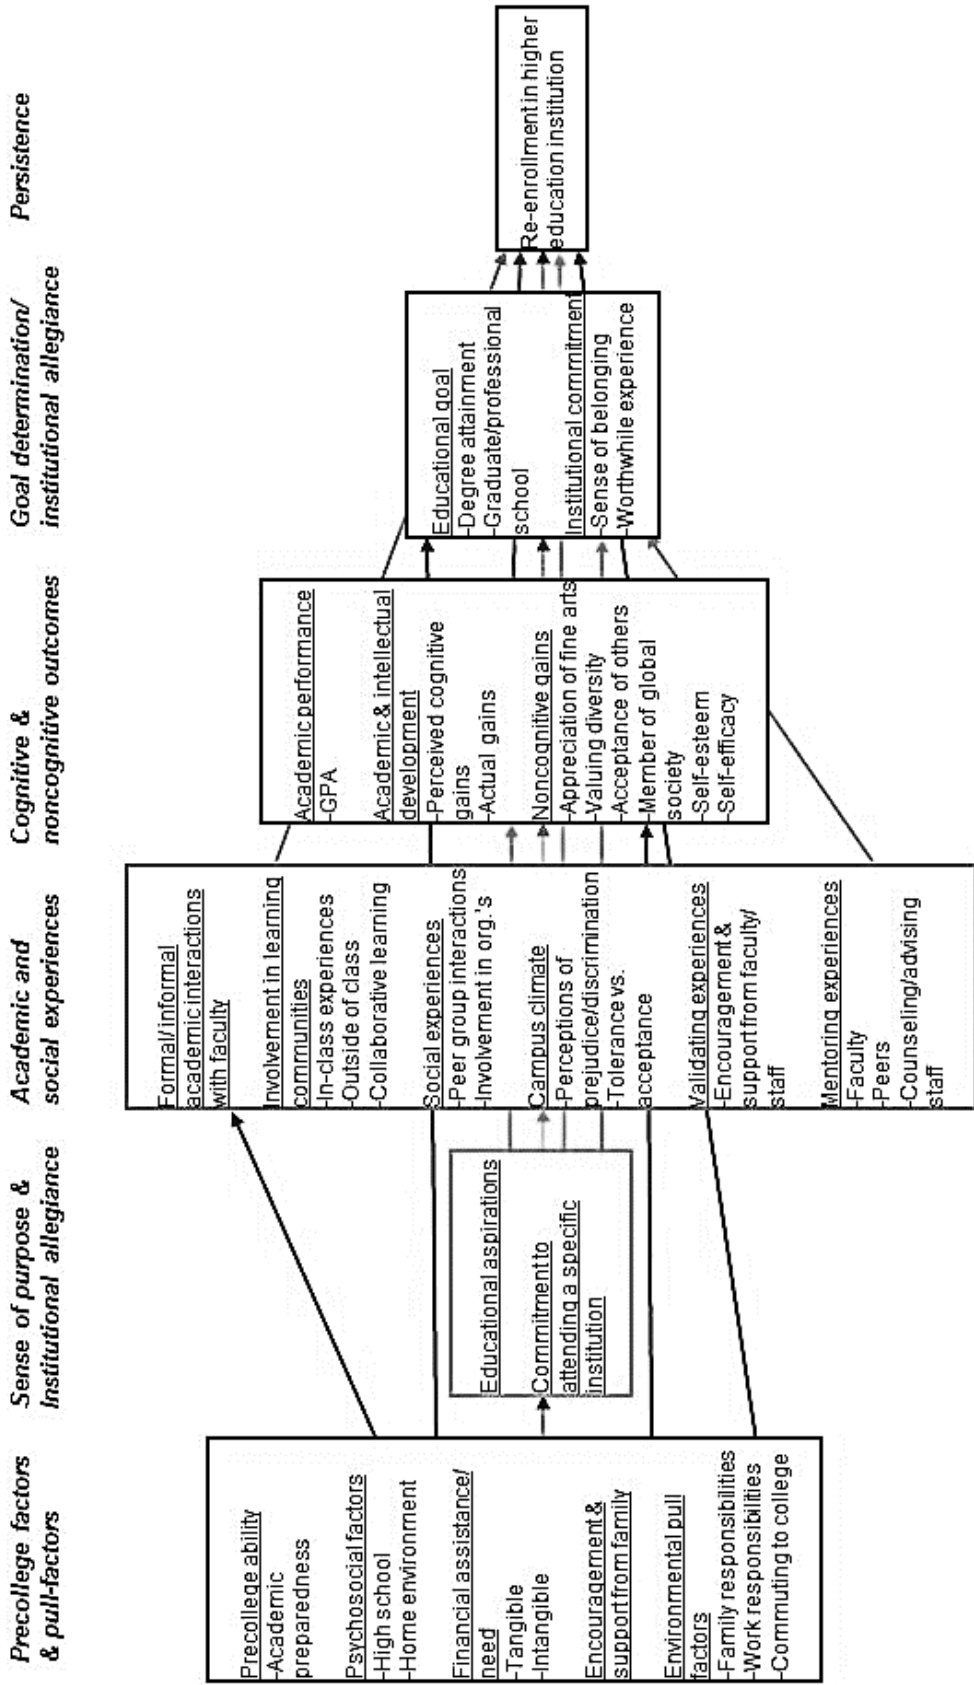 Precollege factors
& pull-factors
Precollege ability
-Academic
preparedness
Psychosocial factors
-High school
-Home environment
Financial assistance/
need
-Tangible
-Intangible
Encouragement &
support from family
Environmental pull
factors
-Family responsibilities
-Work responsibilities
-Commuting to college
Sense of purpose &
Institutional allegiance
Educational aspirations
Commitment to
attending a specific
institution
Academic and
social experiences
Formal/informal
academic interactions
with faculty
Involvement in learning
communities
-In-class experiences
-Outside of class
-Collaborative learning
Social experiences
-Peer group interactions
-Involvement in org.'s
Campus climate
-Perceptions of
prejudice/discrimination
-Tolerance vs.
acceptance
Validating experiences
-Encouragement &
support from faculty/
staff
Mentoring experiences
-Faculty
-Peers
-Counseling/advising
staff
Cognitive &
noncognitive outcomes
Academic performance
-GPA
Academic & intellectual
development
-Perceived cognitive
gains
-Actual gains
Noncognitive gains
-Appreciation of fine arts
-Valuing diversity
-Acceptance of others
-Member of global
society
-Self-esteem
-Self-efficacy
Goal determination/
institutional allegiance
Educational goal
-Degree attainment
-Graduate/professional
school
Institutional commitment
-Sense of belonging
-Worthwhile experience
Persistence
Re-enrollment in higher
education institution